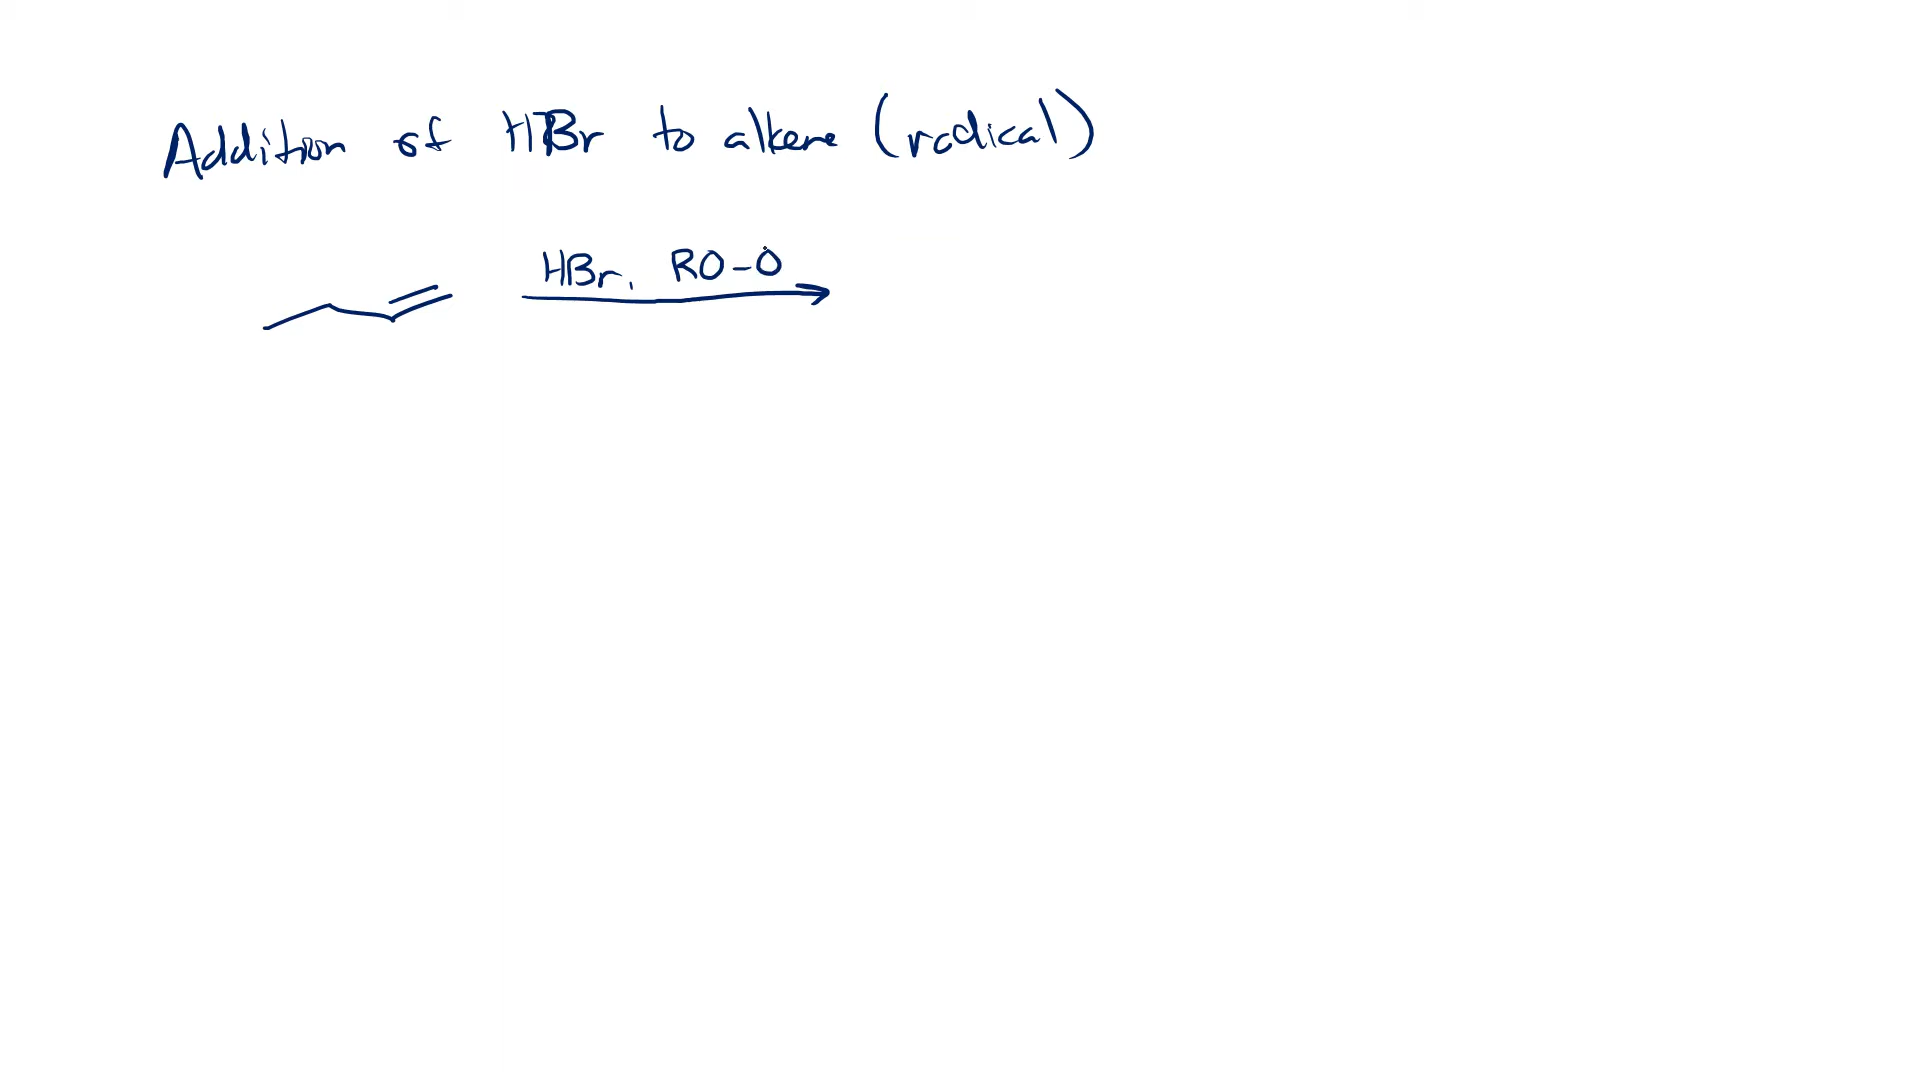 Addition of HBr to alkene (radical)
HBr, RO-O